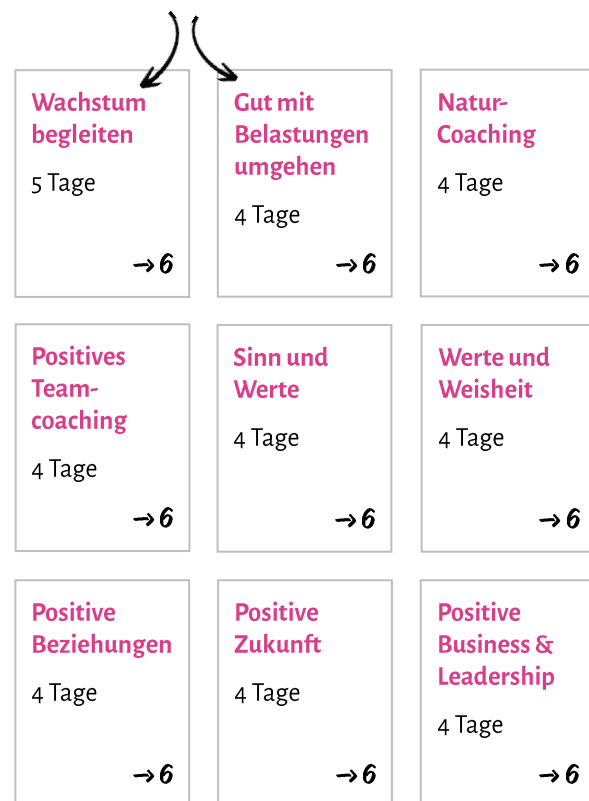 Wachstum
begleiten
5 Tage
→6
Gut mit
Belastungen
umgehen
4 Tage
→6
Natur-
Coaching
4 Tage
→6
Positives
Team-
coaching
4 Tage
→6
Sinn und
Werte
4 Tage
→6
Werte und
Weisheit
4 Tage
→6
Positive
Beziehungen
4 Tage
→6
Positive
Zukunft
4 Tage
→6
Positive
Business &
Leadership
4 Tage
→6